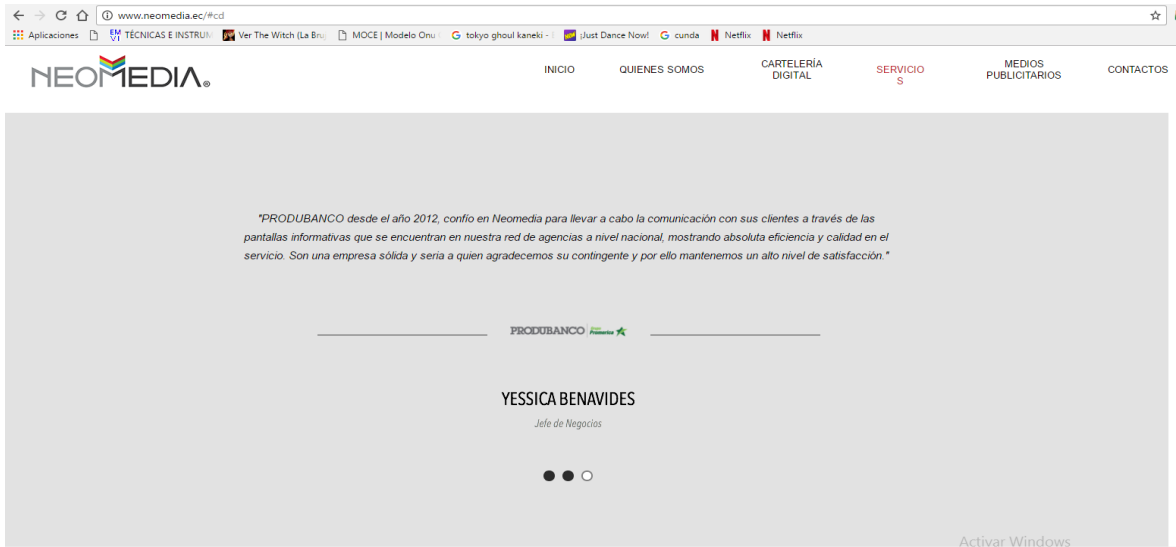 www.neomedia.ec/#cd
Aplicaciones EM VI TÉCNICAS E INSTRUM Ver The Witch (La Bruj MOCE | Modelo Onu tokyo ghoul kaneki - ¡Just Dance Now! G cunda N Netflix N Netflix
NEOMEDIA®
INICIO QUIENES SOMOS CARTELERÍA DIGITAL SERVICIO S MEDIOS PUBLICITARIOS CONTACTOS
"PRODUBANCO desde el año 2012, confío en Neomedia para llevar a cabo la comunicación con sus clientes a través de las
pantallas informativas que se encuentran en nuestra red de agencias a nivel nacional, mostrando absoluta eficiencia y calidad en el
servicio. Son una empresa sólida y seria a quien agradecemos su contingente y por ello mantenemos un alto nivel de satisfacción."
PRODUBANCO Grupo Promerica
YESSICA BENAVIDES
Jefe de Negocios
Activar Windows